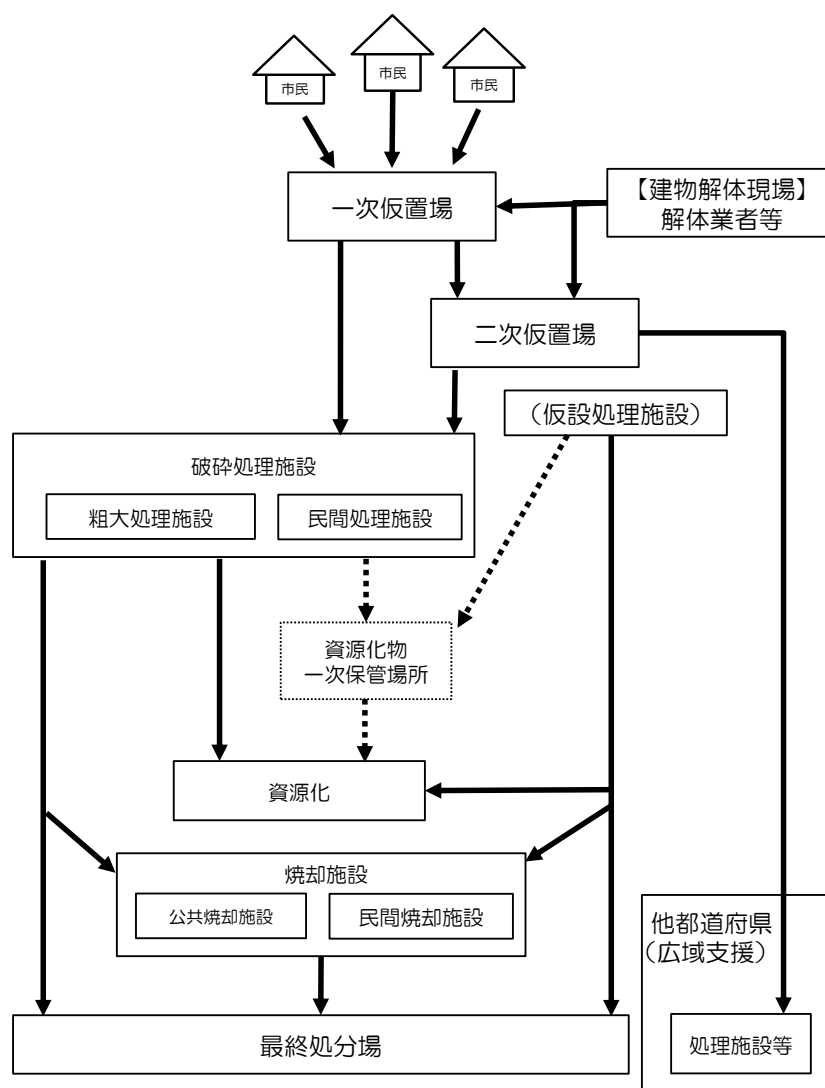 市民
市民
市民
一次仮置場
【建物解体現場】
解体業者等
二次仮置場
（仮設処理施設）
破砕処理施設
粗大処理施設
民間処理施設
資源化物
一次保管場所
資源化
焼却施設
公共焼却施設
民間焼却施設
他都道府県
（広域支援）
最終処分場
処理施設等